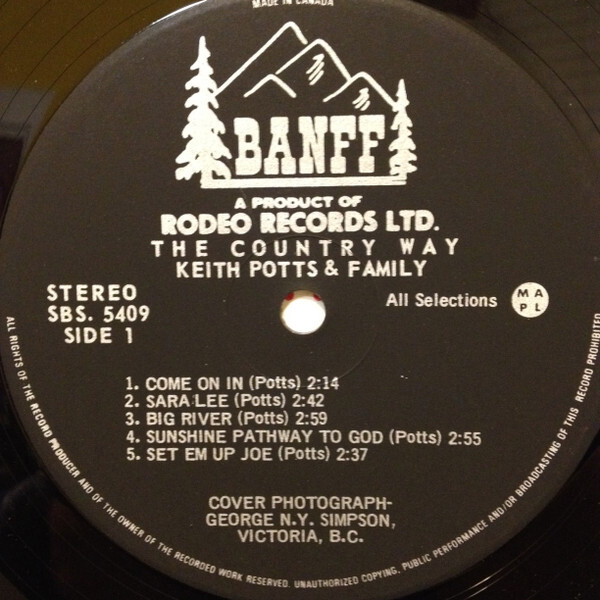 MADE IN CANADA
BANFF
A PRODUCT OF
RODEO RECORDS LTD.
THE COUNTRY WAY
KEITH POTTS & FAMILY
STEREO
SBS. 5409
SIDE 1
All Selections
M A
P L
1. COME ON IN (Potts) 2:14
2. SARA LEE (Potts) 2:42
3. BIG RIVER (Potts) 2:59
4. SUNSHINE PATHWAY TO GOD (Potts) 2:55
5. SET EM UP JOE (Potts) 2:37
COVER PHOTOGRAPH-
GEORGE N.Y. SIMPSON,
VICTORIA, B.C.
ALL RIGHTS OF THE RECORD PRODUCER AND OF THE OWNER OF THE RECORDED WORK RESERVED. UNAUTHORIZED COPYING, PUBLIC PERFORMANCE AND/OR BROADCASTING OF THIS RECORD PROHIBITED